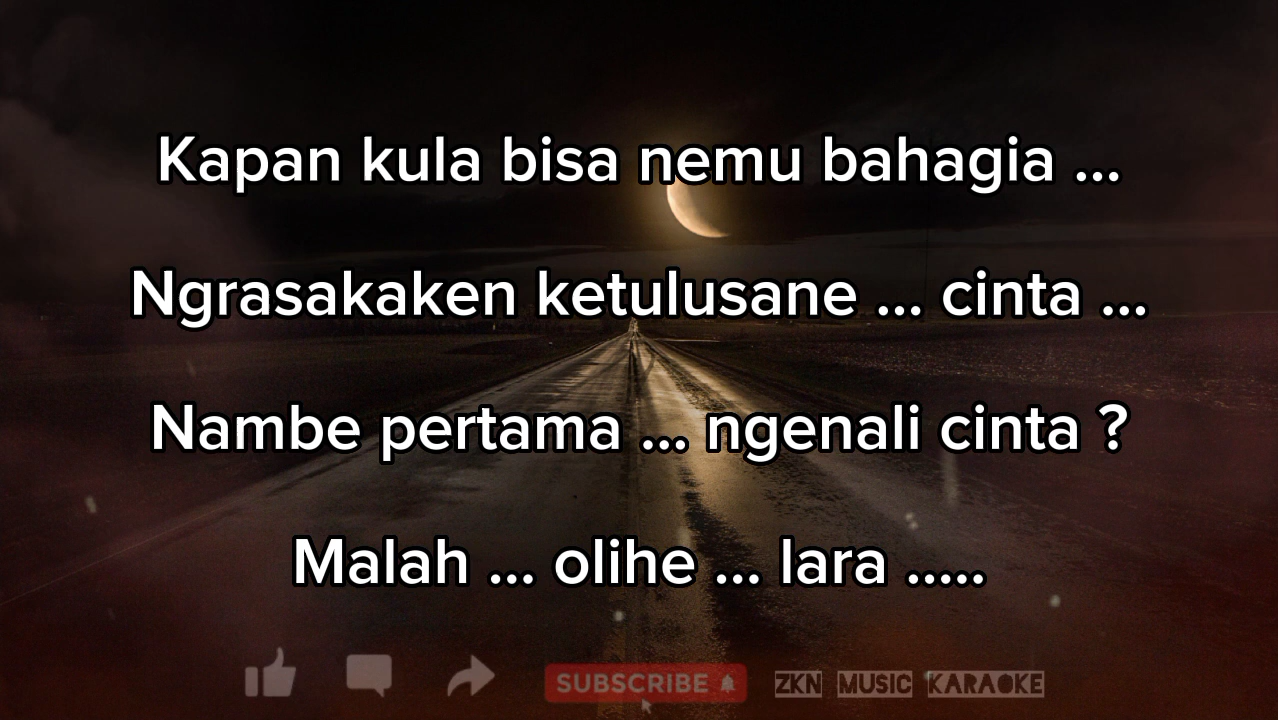 Kapan kula bisa nemu bahagia ...
Ngrasakaken ketulusane ... cinta ...
Nambe pertama ... ngenali cinta ?
Malah ... olihe ... lara .....
SUBSCRIBE
ZKN MUSIC KARAOKE